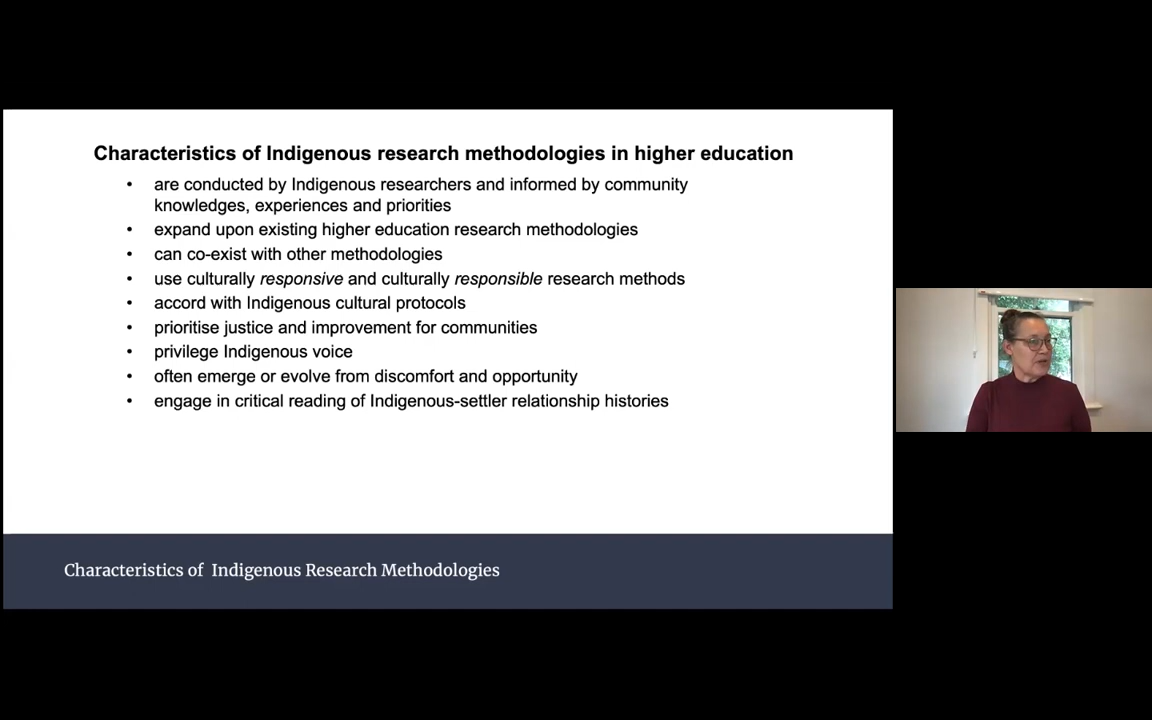 Characteristics of Indigenous research methodologies in higher education
• are conducted by Indigenous researchers and informed by community
knowledges, experiences and priorities
• expand upon existing higher education research methodologies
• can co-exist with other methodologies
• use culturally responsive and culturally responsible research methods
• accord with Indigenous cultural protocols
• prioritise justice and improvement for communities
• privilege Indigenous voice
• often emerge or evolve from discomfort and opportunity
• engage in critical reading of Indigenous-settler relationship histories
Characteristics of  Indigenous Research Methodologies